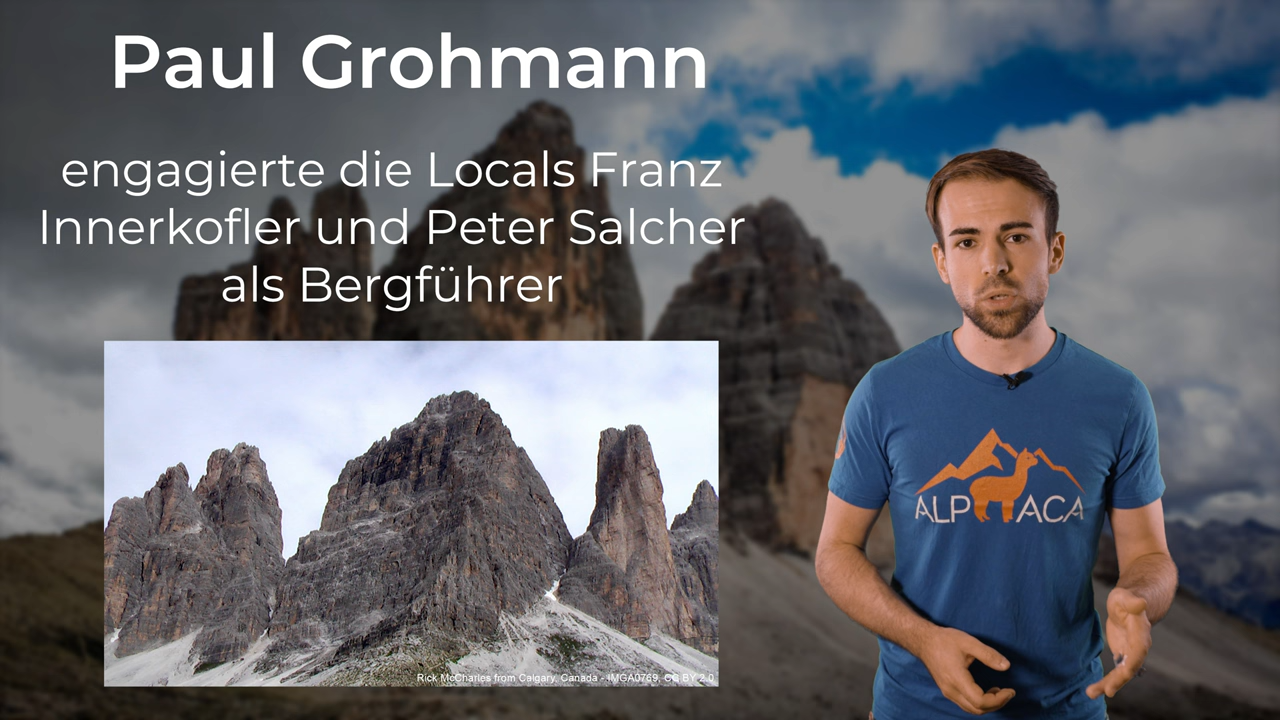 Paul Grohmann
engagierte die Locals Franz
Innerkofler und Peter Salcher
als Bergführer
ALPACA
Rick McCharles from Calgary, Canada - IMGA0769, CC BY 2.0